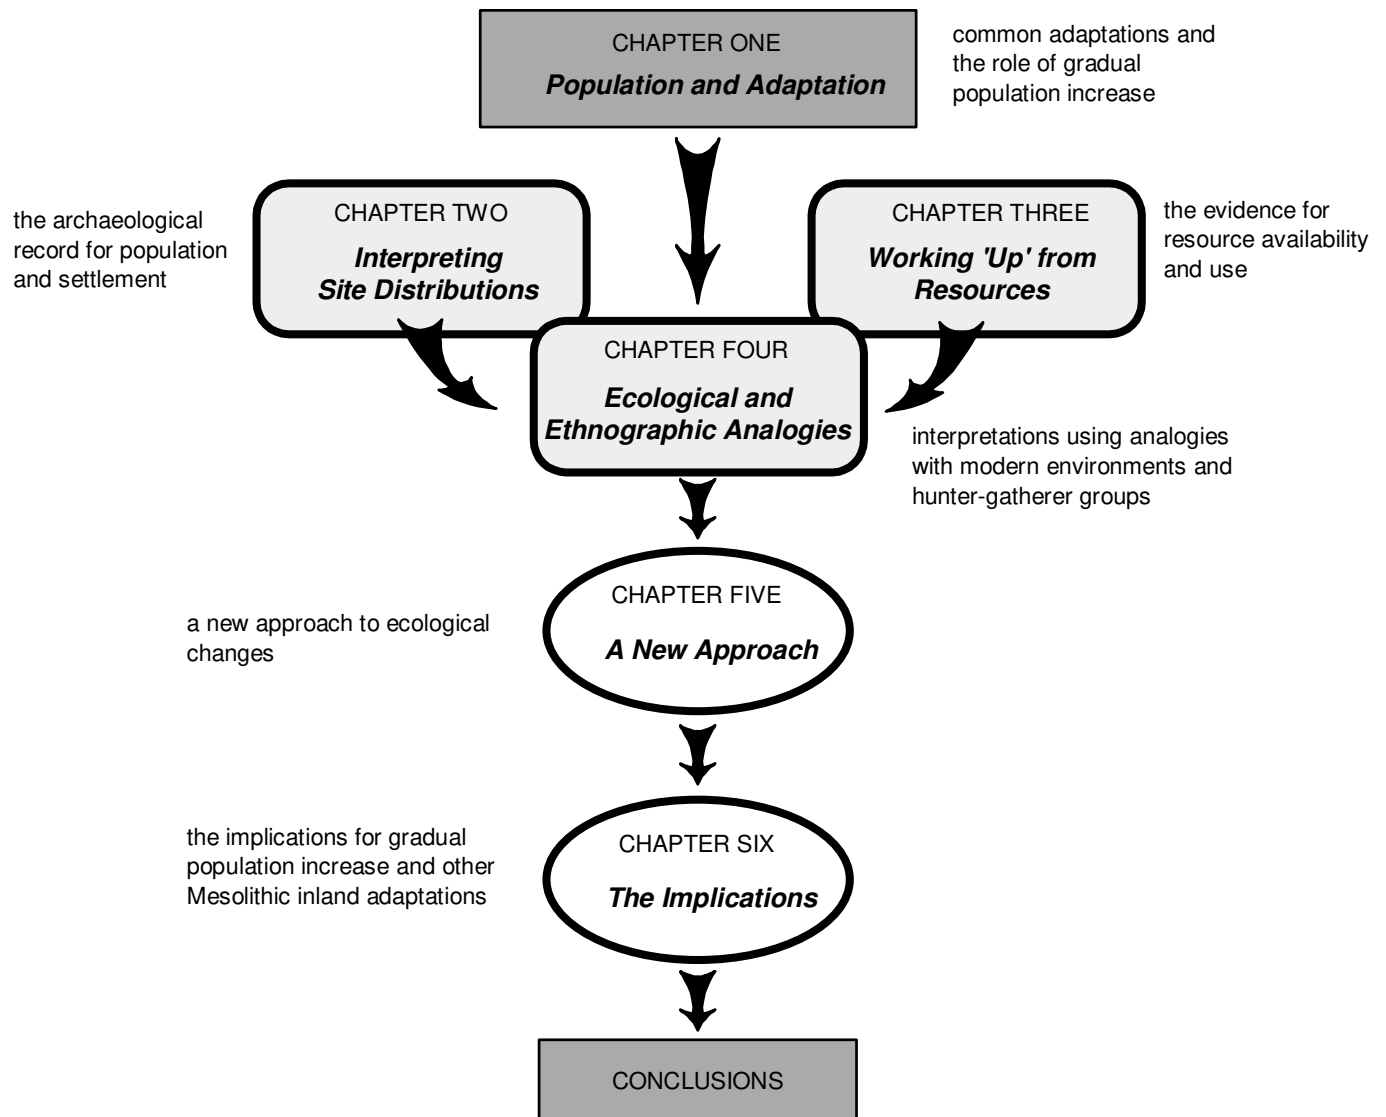 CHAPTER ONE
Population and Adaptation
common adaptations and
the role of gradual
population increase
the archaeological
record for population
and settlement
CHAPTER TWO
Interpreting
Site Distributions
CHAPTER THREE
Working 'Up' from
Resources
the evidence for
resource availability
and use
CHAPTER FOUR
Ecological and
Ethnographic Analogies
interpretations using analogies
with modern environments and
hunter-gatherer groups
a new approach to ecological
changes
CHAPTER FIVE
A New Approach
the implications for gradual
population increase and other
Mesolithic inland adaptations
CHAPTER SIX
The Implications
CONCLUSIONS